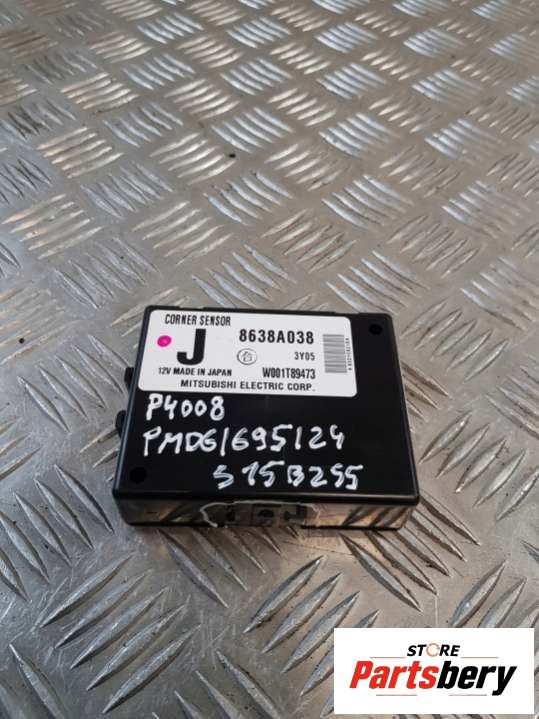 CORNER SENSOR
J 8638A038
3Y05
12V MADE IN JAPAN W001T89473
MITSUBISHI ELECTRIC CORP.
P4008
PMDG1695124
S15B255
STORE
Partsbery